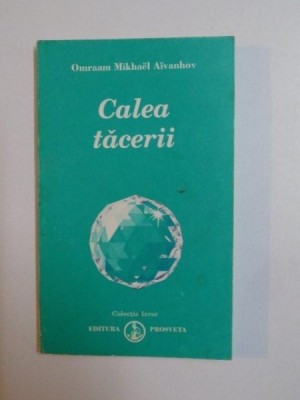 Omraam Mikhaël Aïvanhov
Calea
tăcerii
Colecția Izvor
EDITURA PROSVETA